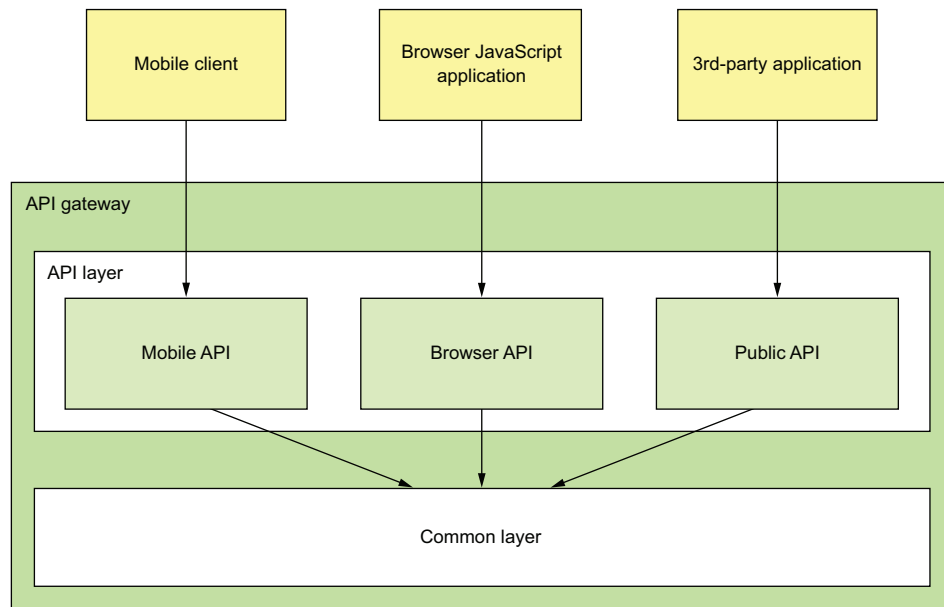 Mobile client
Browser JavaScript
application
3rd-party application
API gateway
API layer
Mobile API
Browser API
Public API
Common layer